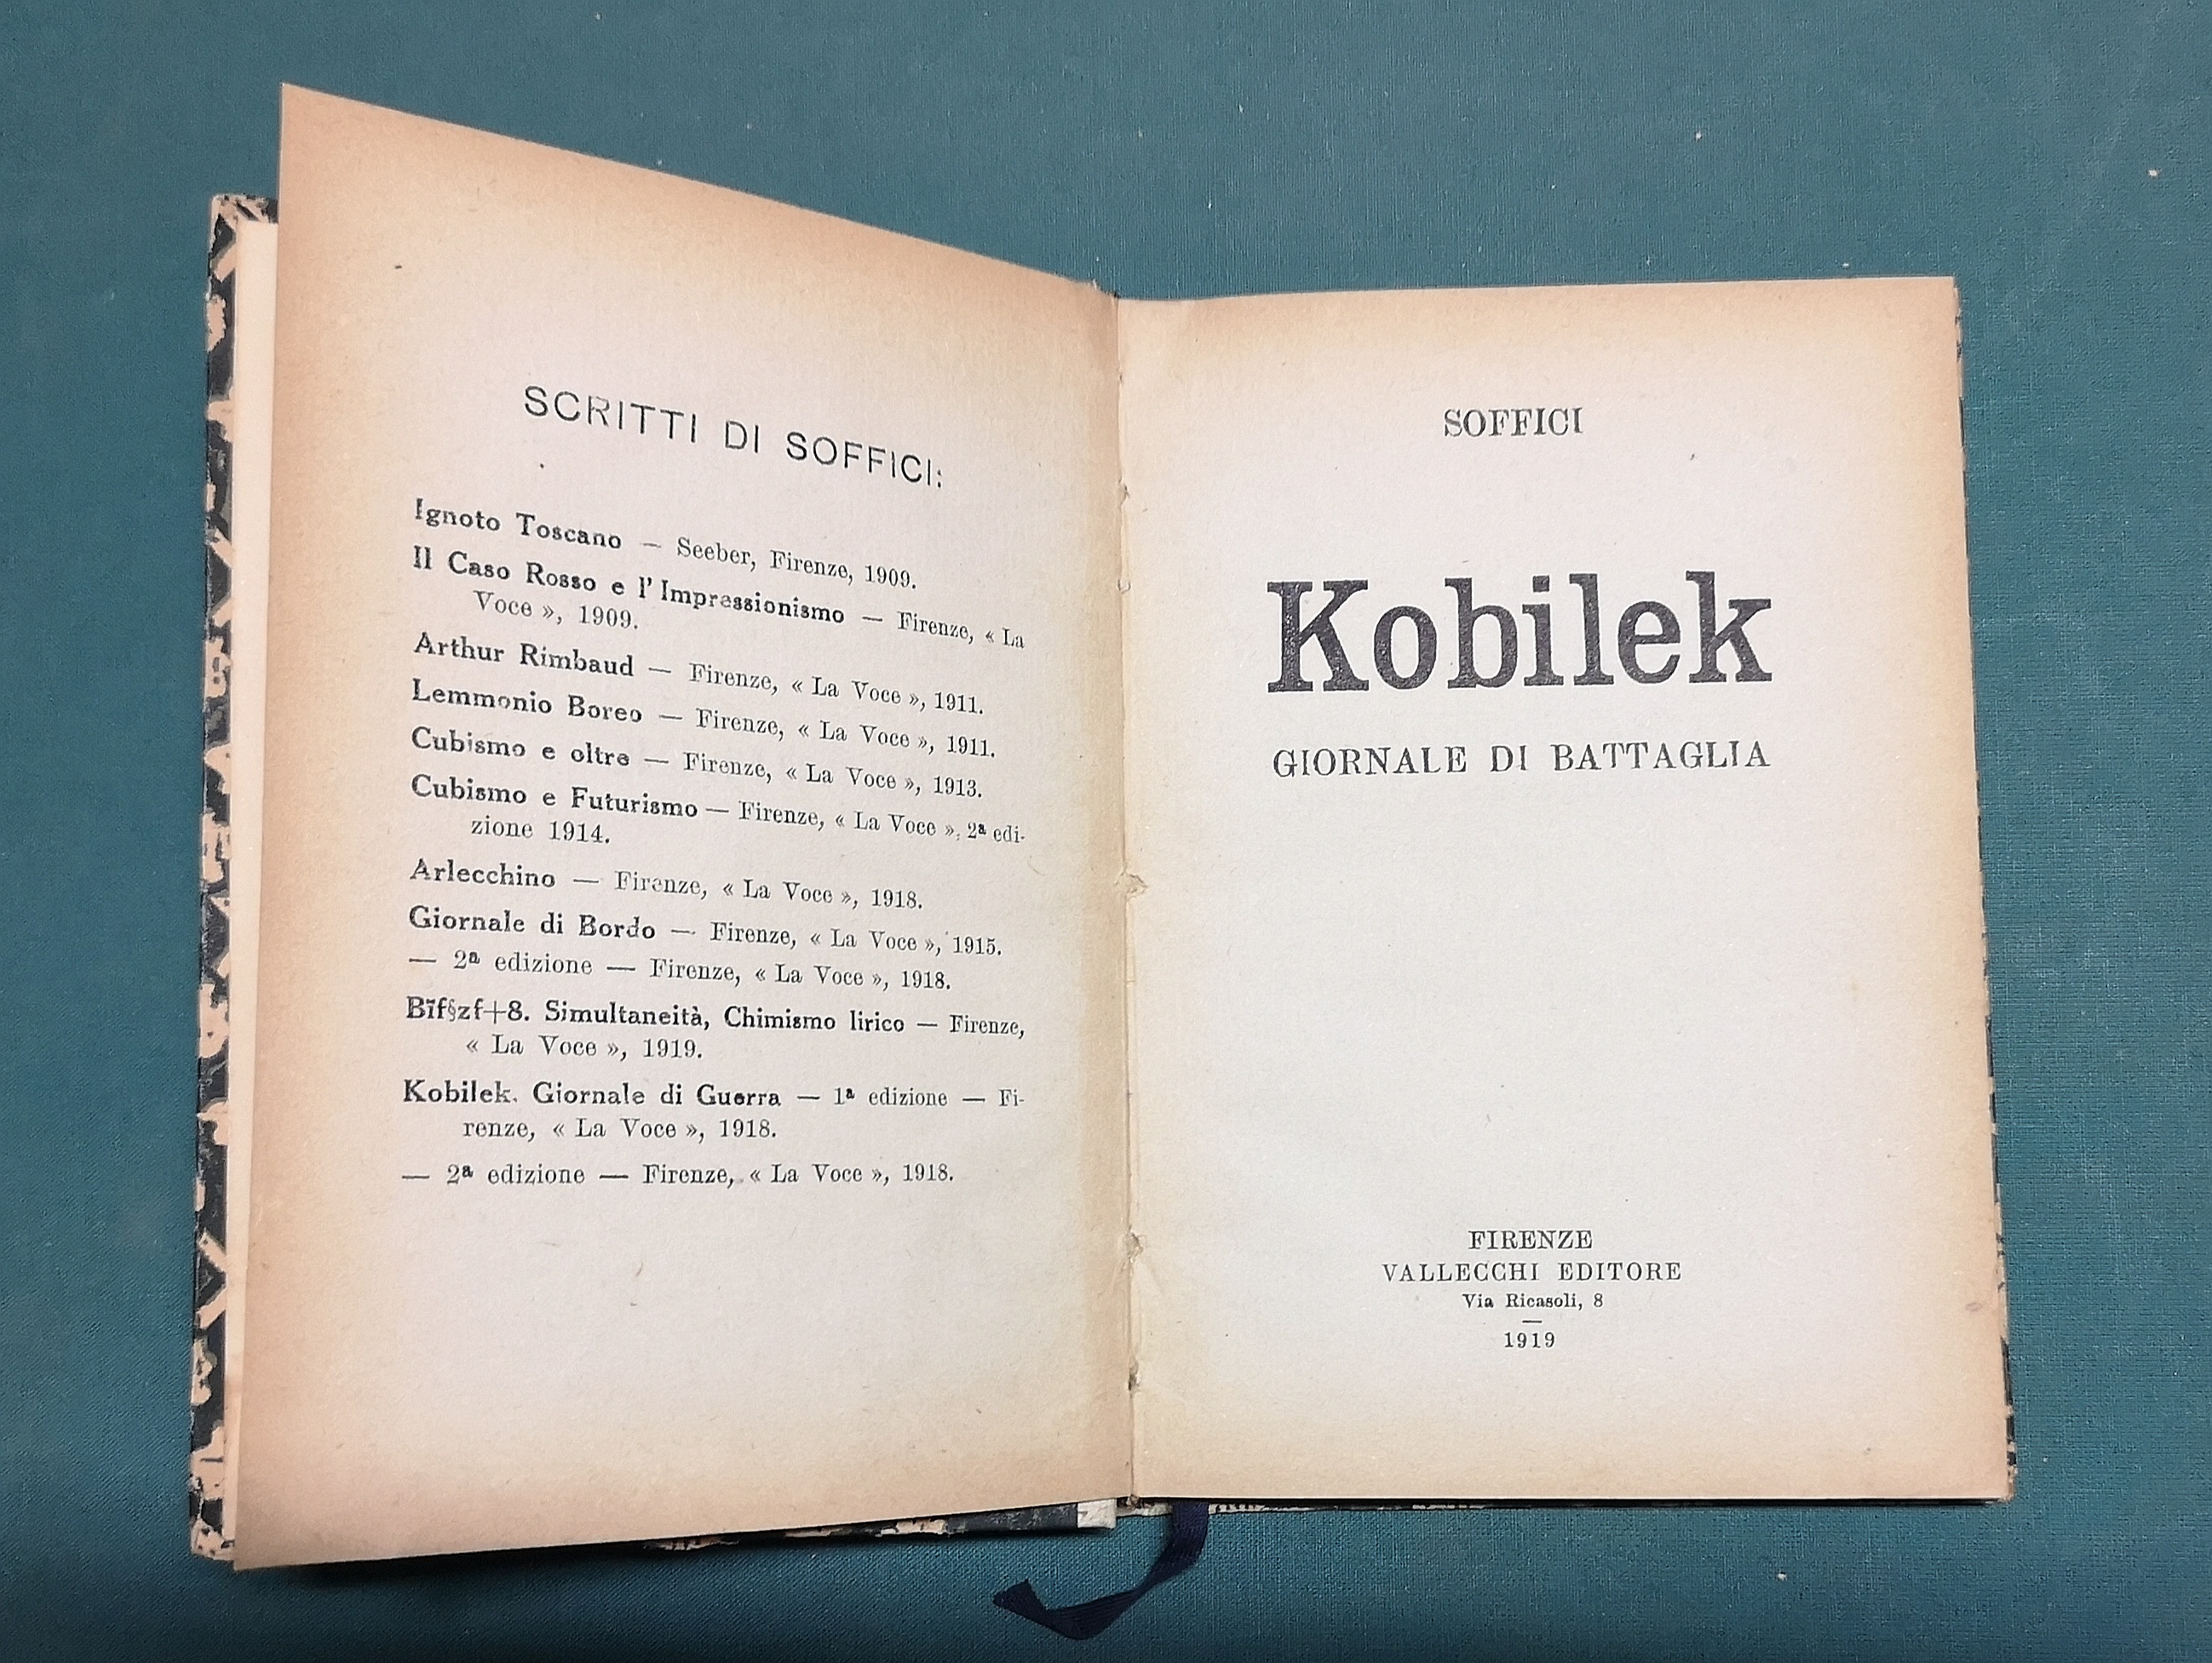 SCRITTI DI SOFFICI:
Ignoto Toscano — Seeber, Firenze, 1909.
Il Caso Rosso e l' Impressionismo — Firenze, « La
Voce », 1909.
Arthur Rimbaud — Firenze, « La Voce », 1911.
Lemmonio Boreo — Firenze, « La Voce », 1911.
Cubismo e oltre — Firenze, « La Voce », 1913.
Cubismo e Futurismo — Firenze, « La Voce », 2ª edi-
zione 1914.
Arlecchino — Firenze, « La Voce », 1918.
Giornale di Bordo — Firenze, « La Voce », 1915.
— 2ª edizione — Firenze, « La Voce », 1918.
Bïf§zf+8. Simultaneità, Chimismo lirico — Firenze,
« La Voce », 1919.
Kobilek. Giornale di Guerra — 1ª edizione — Fi-
renze, « La Voce », 1918.
— 2ª edizione — Firenze, « La Voce », 1918.
SOFFICI
Kobilek
GIORNALE DI BATTAGLIA
FIRENZE
VALLECCHI EDITORE
Via Ricasoli, 8
—
1919